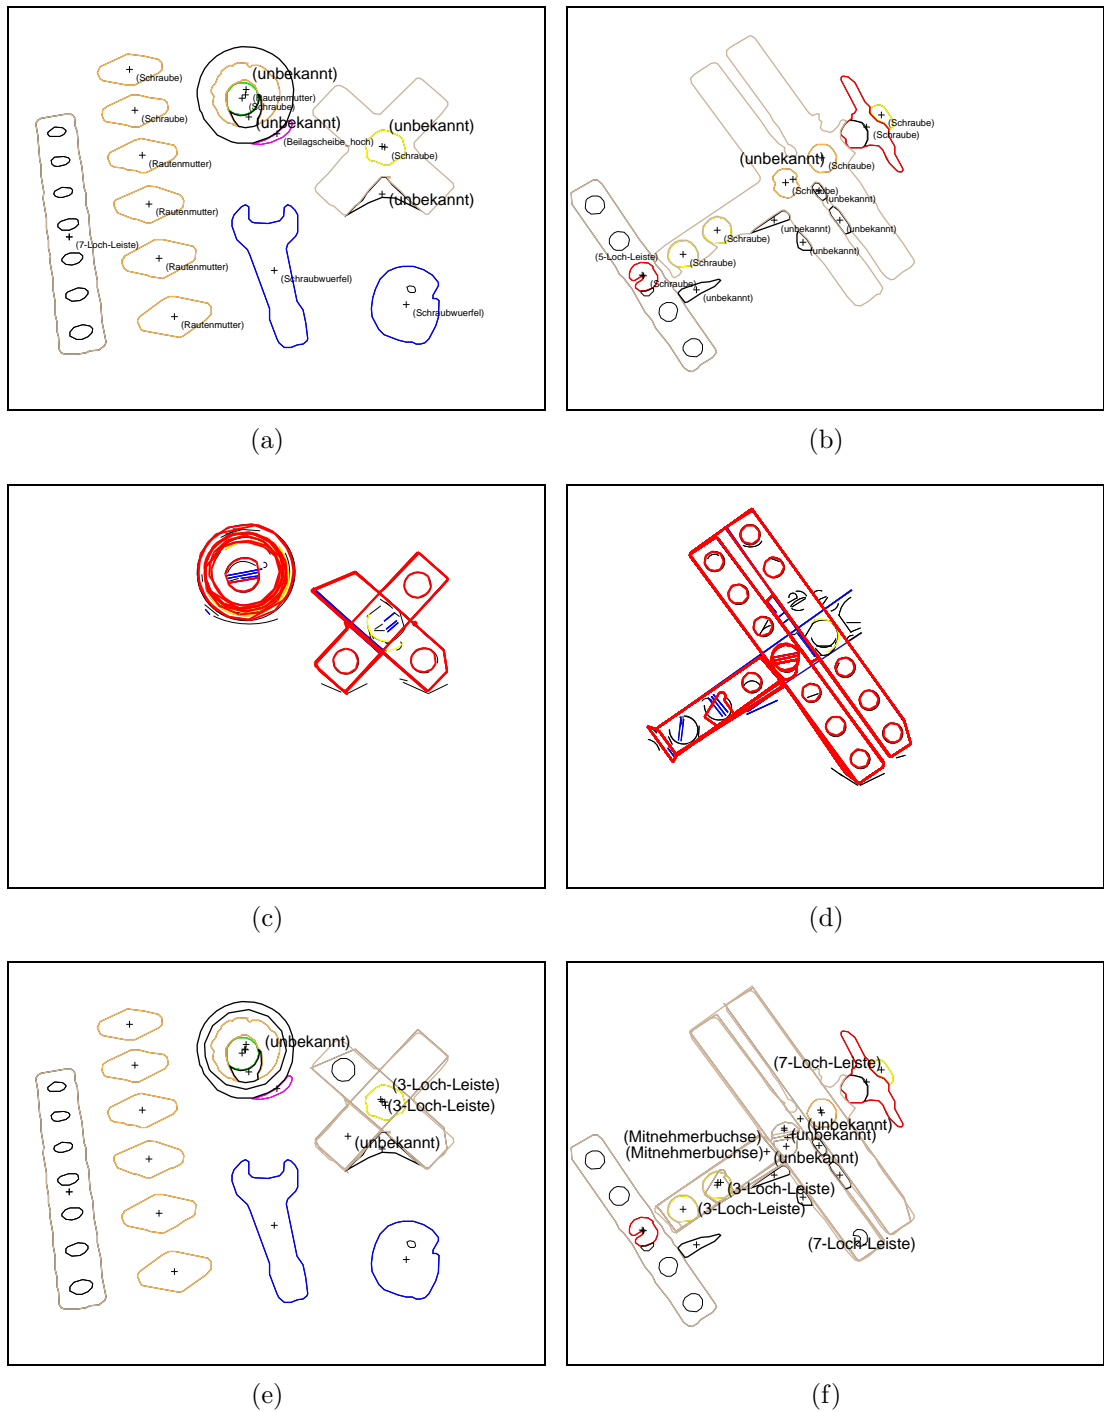 (Schraube)
(Schraube)
(Rautenmutter)
(Rautenmutter)
(Rautenmutter)
(Rautenmutter)
(7-Loch-Leiste)
(unbekannt)
(Rautenmutter)
(Schraube)
(unbekannt)
(Beilagscheibe_hoch)
(unbekannt)
(Schraube)
(unbekannt)
(Schraubwuerfel)
(Schraubwuerfel)
(Schraube)
(Schraube)
(unbekannt)
(Schraube)
(Schraube)
(unbekannt)
(Schraube)
(unbekannt)
(unbekannt)
(unbekannt)
(5-Loch-Leiste)
(Schraube)
(Schraube)
(unbekannt)
(a)
(b)
(c)
(d)
(unbekannt)
(3-Loch-Leiste)
(3-Loch-Leiste)
(unbekannt)
(7-Loch-Leiste)
(unbekannt)
(Mitnehmerbuchse)
(unbekannt)
(Mitnehmerbuchse)
(unbekannt)
(3-Loch-Leiste)
(3-Loch-Leiste)
(7-Loch-Leiste)
(e)
(f)